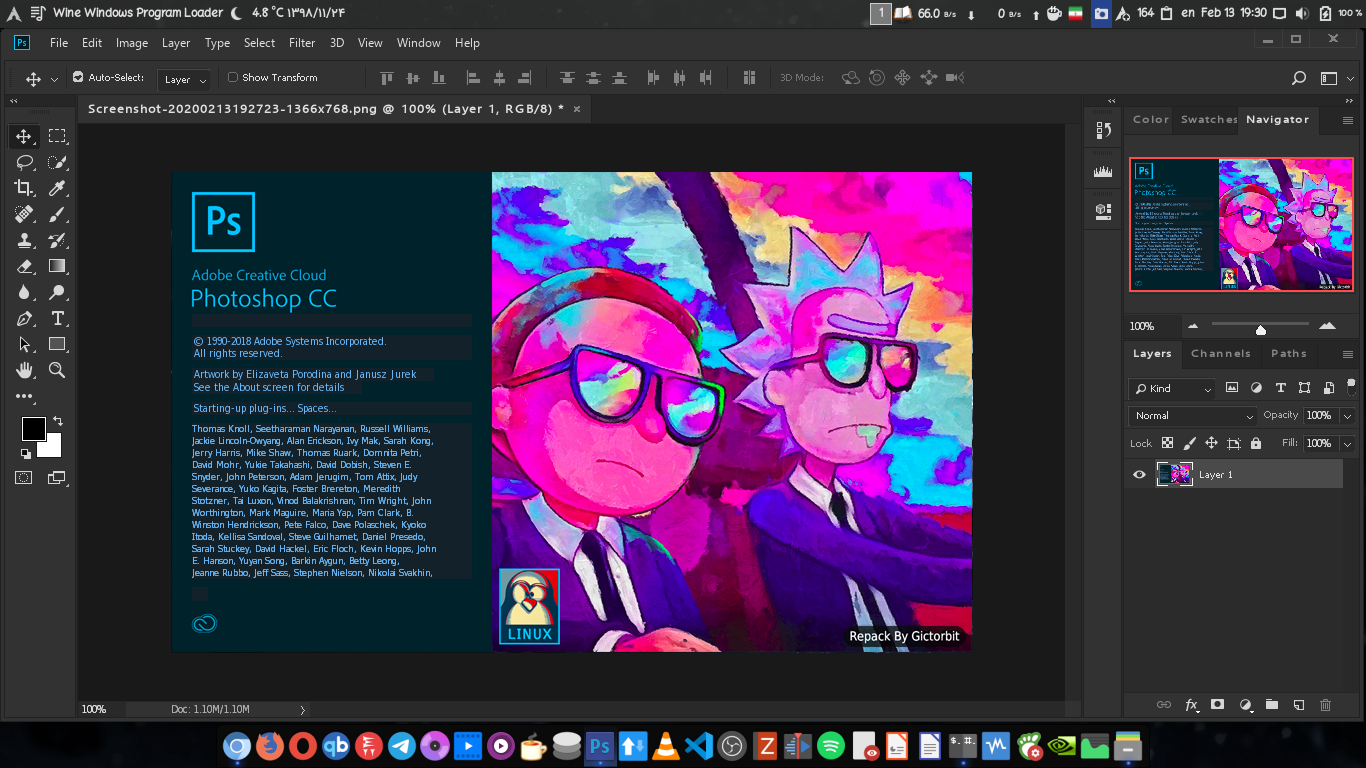 Wine Windows Program Loader 4.8 °C ۱۳۹۸/۱۱/۲۴ 1 66.0 B/s 0 B/s 164 en Feb 13 19:30 100 %
Ps File Edit Image Layer Type Select Filter 3D View Window Help
Auto-Select: Layer Show Transform 3D Mode:
Screenshot-20200213192723-1366x768.png @ 100% (Layer 1, RGB/8) * ×
Color Swatches Navigator
Ps
Adobe Creative Cloud
Photoshop CC
© 1990-2018 Adobe Systems Incorporated.
All rights reserved.
Artwork by Elizaveta Porodina and Janusz Jurek
See the About screen for details
Starting-up plug-ins... Spaces...
Thomas Knoll, Seetharaman Narayanan, Russell Williams,
Jackie Lincoln-Owyang, Alan Erickson, Ivy Mak, Sarah Kong,
Jerry Harris, Mike Shaw, Thomas Ruark, Domnita Petri,
David Mohr, Yukie Takahashi, David Dobish, Steven E.
Snyder, John Peterson, Adam Jerugim, Tom Attix, Judy
Severance, Yuko Kagita, Foster Brereton, Meredith
Stotzner, Tai Luxon, Vinod Balakrishnan, Tim Wright, John
Worthington, Mark Maguire, Maria Yap, Pam Clark, B.
Winston Hendrickson, Pete Falco, Dave Polaschek, Kyoko
Itoda, Kellisa Sandoval, Steve Guilhamet, Daniel Presedo,
Sarah Stuckey, David Hackel, Eric Floch, Kevin Hopps, John
E. Hanson, Yuyan Song, Barkin Aygun, Betty Leong,
Jeanne Rubbo, Jeff Sass, Stephen Nielson, Nikolai Svakhin,
LINUX
Repack By Gictorbit
100%
Layers Channels Paths
Kind
Normal Opacity 100%
Lock Fill: 100%
Layer 1
fx
100% Doc: 1.10M/1.10M
qb Ps Z $. #.